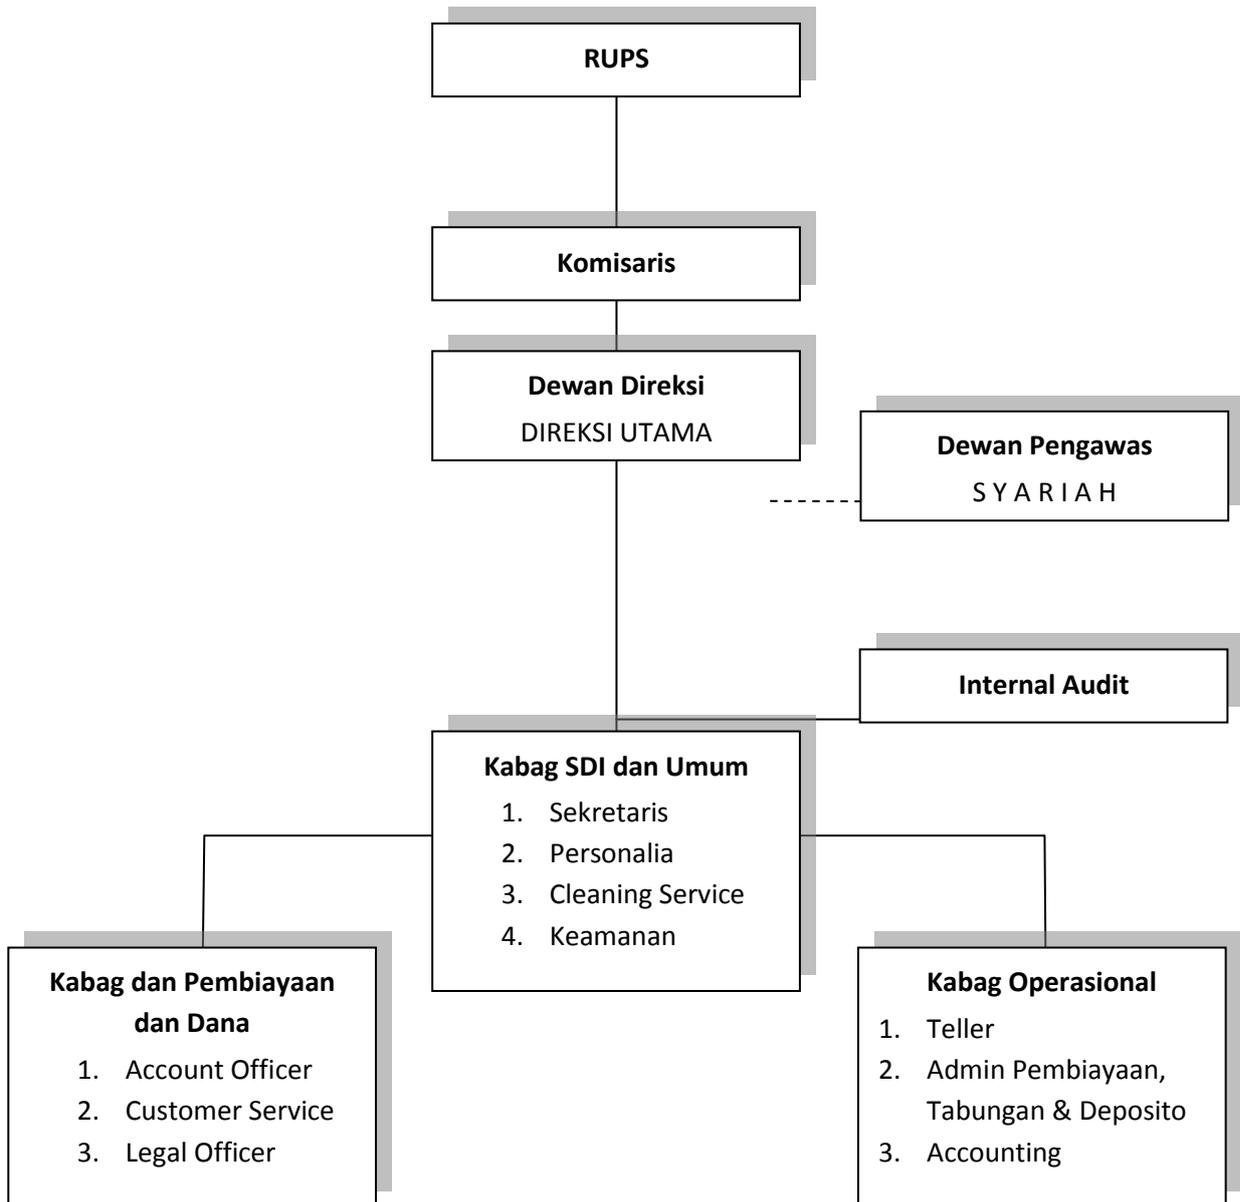 RUPS
Komisaris
Dewan Direksi
DIREKSI UTAMA
Dewan Pengawas
S Y A R I A H
Internal Audit
Kabag SDI dan Umum
1. Sekretaris
2. Personalia
3. Cleaning Service
4. Keamanan
Kabag dan Pembiayaan
dan Dana
1. Account Officer
2. Customer Service
3. Legal Officer
Kabag Operasional
1. Teller
2. Admin Pembiayaan,
Tabungan & Deposito
3. Accounting